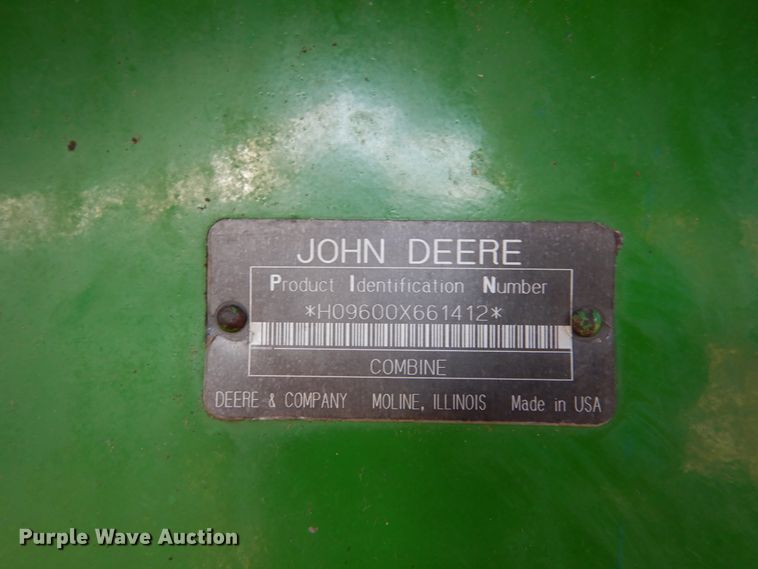 JOHN DEERE
Product Identification Number
*H09600X661412*
COMBINE
DEERE & COMPANY MOLINE, ILLINOIS Made in USA
Purple Wave Auction